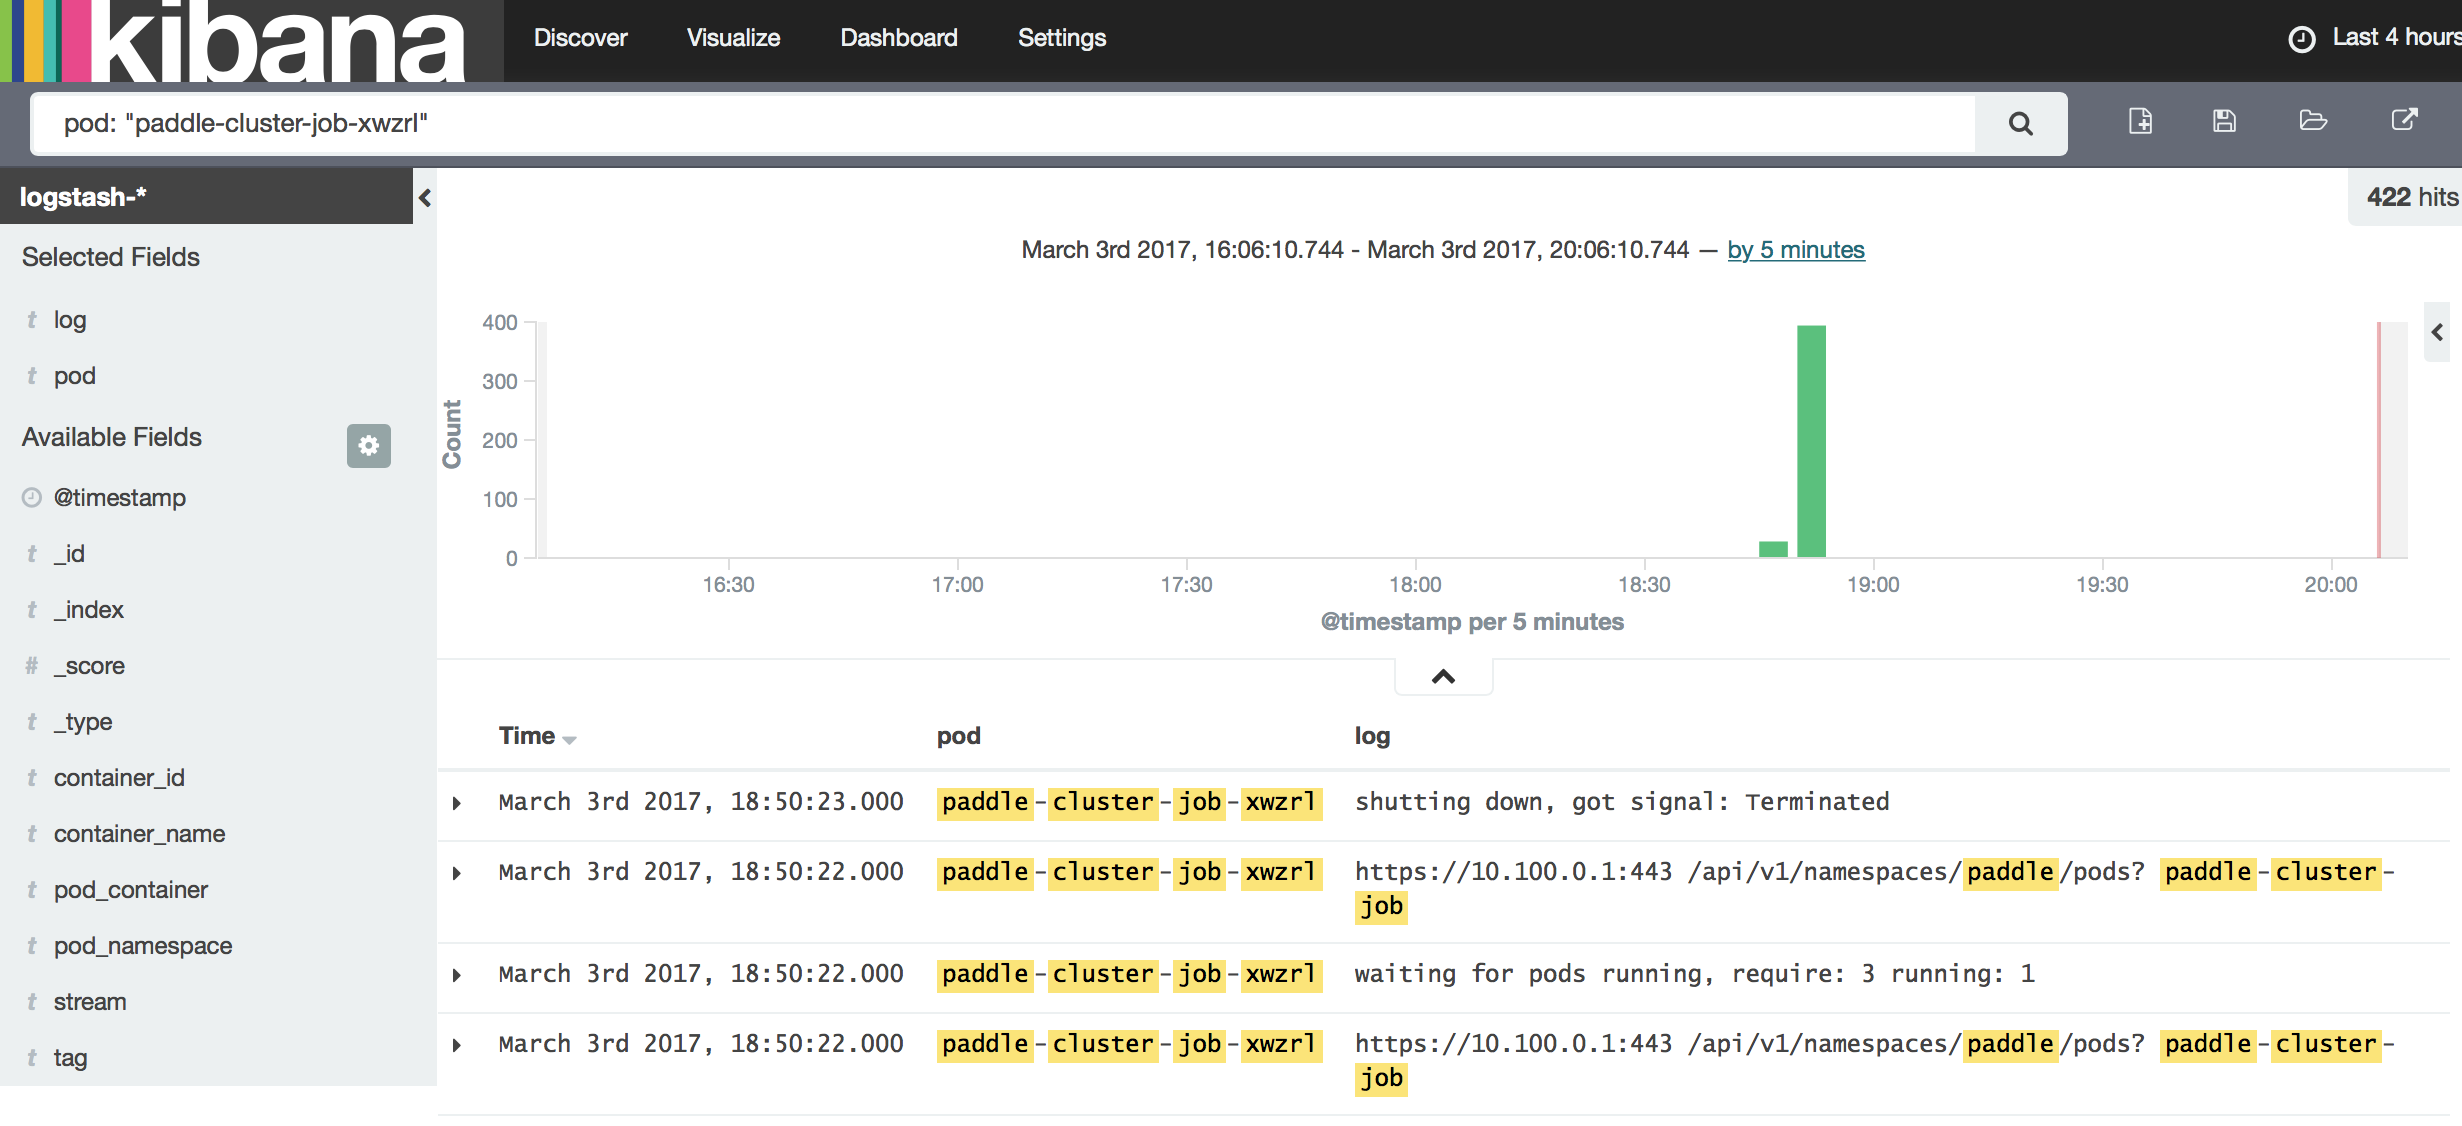 kibana
Discover Visualize Dashboard Settings Last 4 hours
pod: "paddle-cluster-job-xwzrl"
logstash-*
422 hits
Selected Fields
t log
t pod
Available Fields
@timestamp
t _id
t _index
# _score
t _type
t container_id
t container_name
t pod_container
t pod_namespace
t stream
t tag
March 3rd 2017, 16:06:10.744 - March 3rd 2017, 20:06:10.744 — by 5 minutes
Count
400
300
200
100
0
16:30 17:00 17:30 18:00 18:30 19:00 19:30 20:00
@timestamp per 5 minutes
Time pod log
March 3rd 2017, 18:50:23.000 paddle-cluster-job-xwzrl shutting down, got signal: Terminated
March 3rd 2017, 18:50:22.000 paddle-cluster-job-xwzrl https://10.100.0.1:443 /api/v1/namespaces/paddle/pods? paddle-cluster-
job
March 3rd 2017, 18:50:22.000 paddle-cluster-job-xwzrl waiting for pods running, require: 3 running: 1
March 3rd 2017, 18:50:22.000 paddle-cluster-job-xwzrl https://10.100.0.1:443 /api/v1/namespaces/paddle/pods? paddle-cluster-
job